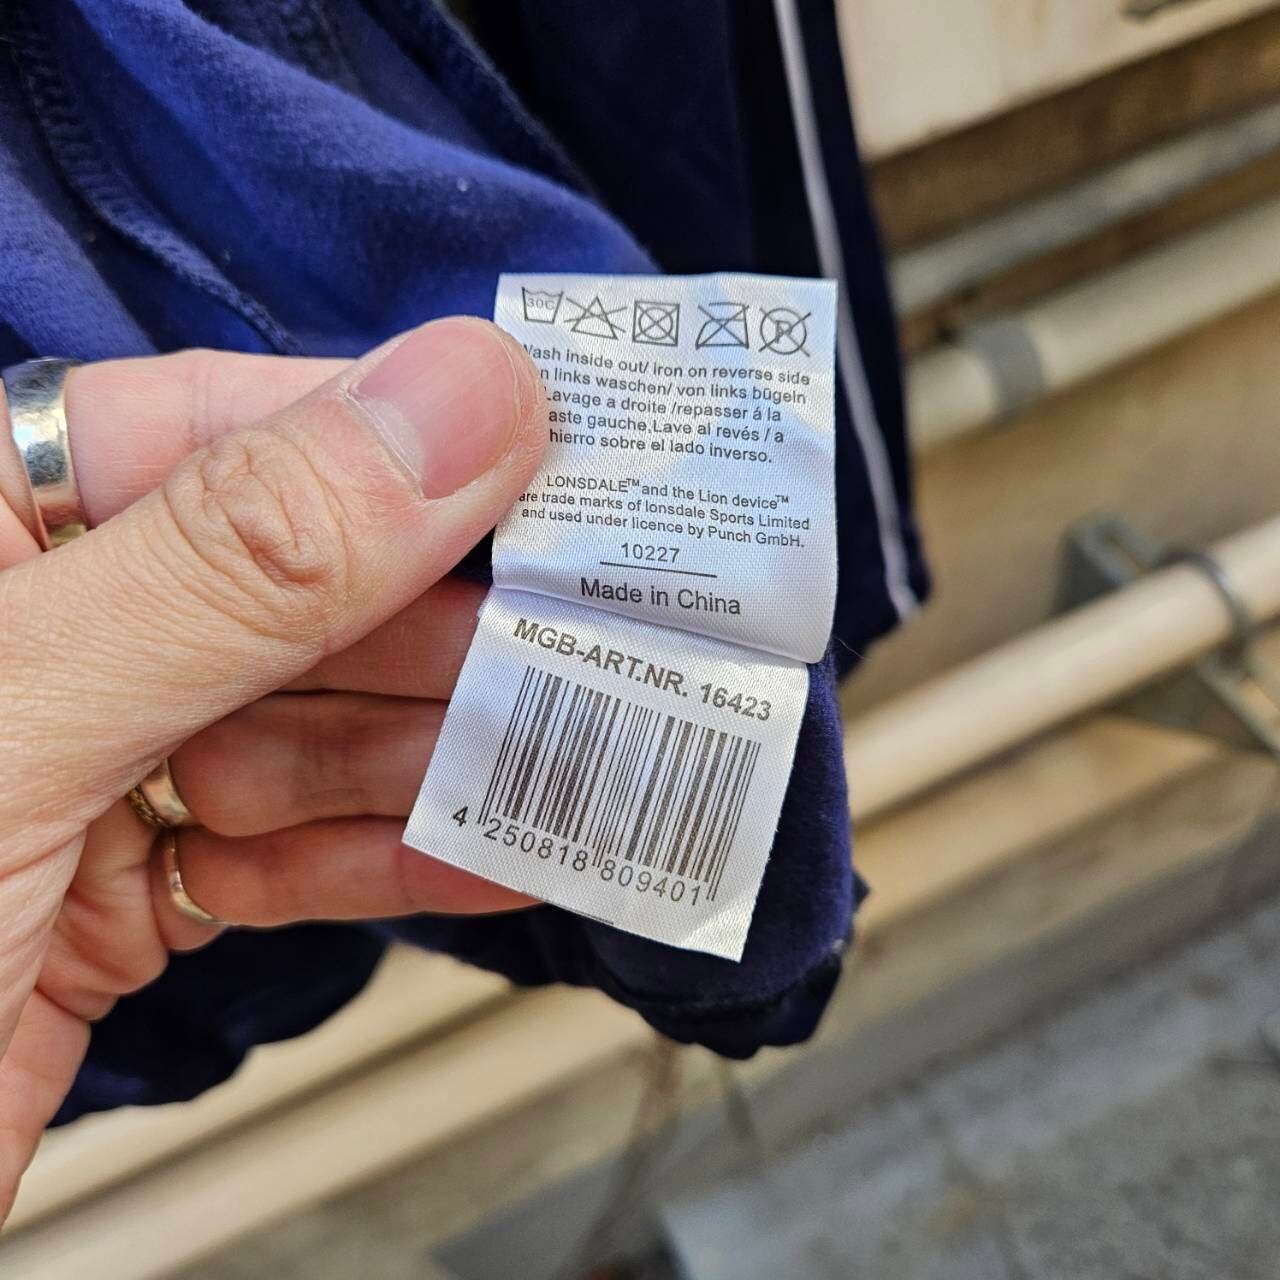 30C
P
Wash inside out/ iron on reverse side
links waschen/ von links bügeln
Lavage a droite /repasser á la
gauche.Lave al revés / a
hierro sobre el lado inverso.
LONSDALE™ and the Lion device™
are trade marks of lonsdale Sports Limited
and used under licence by Punch GmbH.
10227
Made in China
MGB-ART.NR. 16423
4 250818 809401